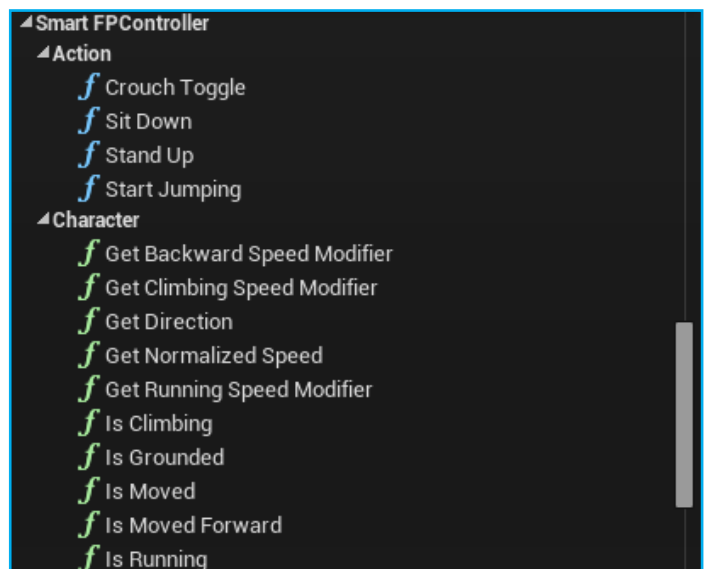 Smart FPController
Action
f Crouch Toggle
f Sit Down
f Stand Up
f Start Jumping
Character
f Get Backward Speed Modifier
f Get Climbing Speed Modifier
f Get Direction
f Get Normalized Speed
f Get Running Speed Modifier
f Is Climbing
f Is Grounded
f Is Moved
f Is Moved Forward
f Is Running